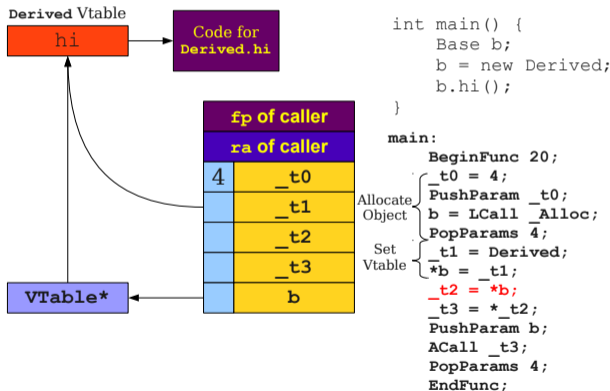 Derived Vtable
hi
Code for
Derived.hi
fp of caller
ra of caller
4 _t0
_t1
_t2
_t3
b
VTable*
int main() {
    Base b;
    b = new Derived;
    b.hi();
}
main:
    BeginFunc 20;
    _t0 = 4;
    PushParam _t0;
    b = LCall _Alloc;
    PopParams 4;
    _t1 = Derived;
    *b = _t1;
    _t2 = *b;
    _t3 = *_t2;
    PushParam b;
    ACall _t3;
    PopParams 4;
    EndFunc;
Allocate
Object
Set
Vtable